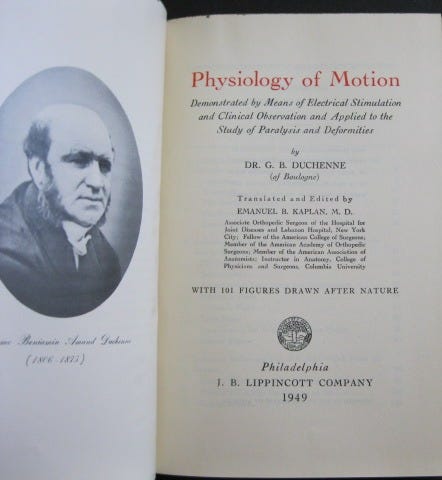 Benjamin Amand Duchenne
(1806-1875)
Physiology of Motion
Demonstrated by Means of Electrical Stimulation
and Clinical Observation and Applied to the
Study of Paralysis and Deformities
by
DR. G. B. DUCHENNE
(of Boulogne)
Translated and Edited by
EMANUEL B. KAPLAN, M. D.
Associate Orthopedic Surgeon of the Hospital for
Joint Diseases and Lebanon Hospital, New York
City; Fellow of the American College of Surgeons;
Member of the American Academy of Orthopedic
Surgeons; Member of the American Association of
Anatomists; Instructor in Anatomy, College of
Physicians and Surgeons, Columbia University
WITH 101 FIGURES DRAWN AFTER NATURE
Philadelphia
J. B. LIPPINCOTT COMPANY
1949